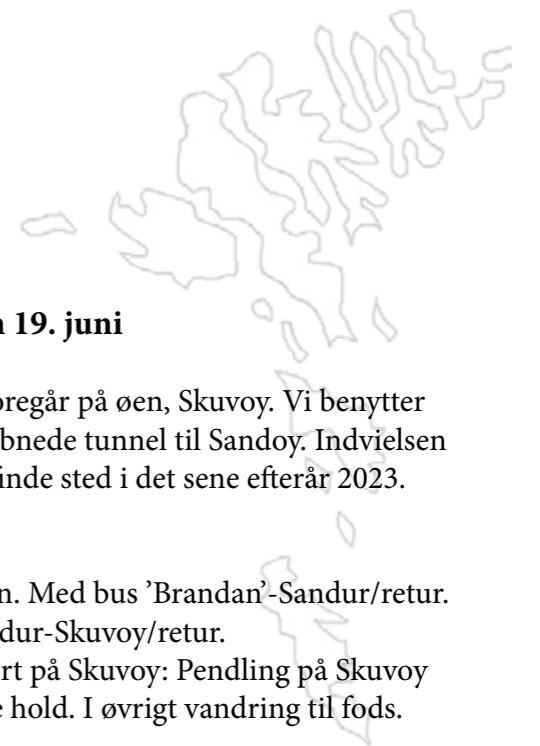 n 19. juni
oregår på øen, Skuvoy. Vi benytter
bnede tunnel til Sandoy. Indvielsen
inde sted i det sene efterår 2023.
n. Med bus ’Brandan’-Sandur/retur.
dur-Skuvoy/retur.
rt på Skuvoy: Pendling på Skuvoy
e hold. I øvrigt vandring til fods.